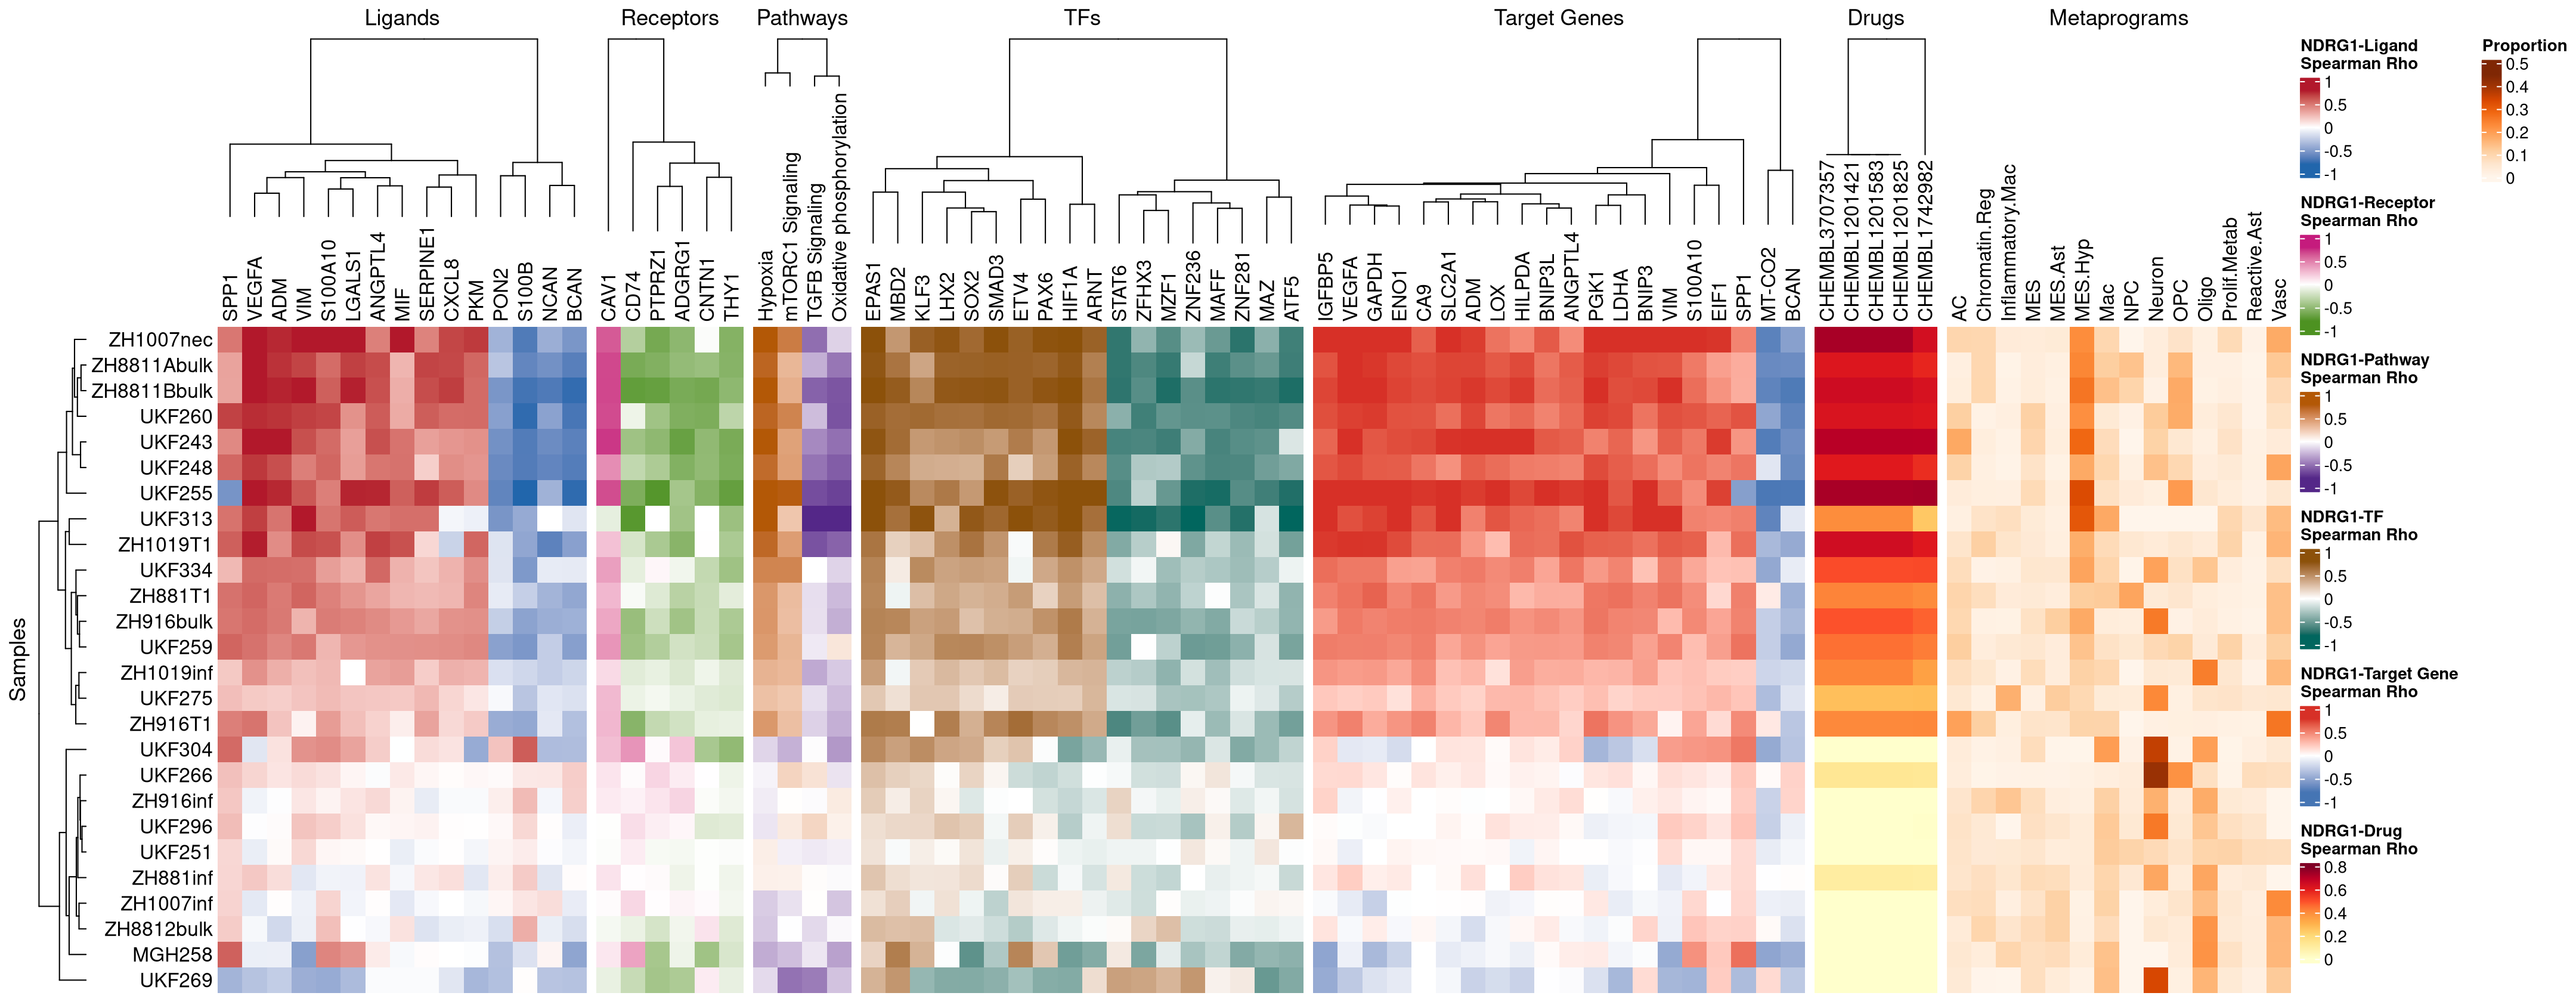 Ligands
Receptors
Pathways
TFs
Target Genes
Drugs
Metaprograms
SPP1
VEGFA
ADM
VIM
S100A10
LGALS1
ANGPTL4
MIF
SERPINE1
CXCL8
PKM
PON2
S100B
NCAN
BCAN
CAV1
CD74
PTPRZ1
ADGRG1
CNTN1
THY1
Hypoxia
mTORC1 Signaling
TGFB Signaling
Oxidative phosphorylation
EPAS1
MBD2
KLF3
LHX2
SOX2
SMAD3
ETV4
PAX6
HIF1A
ARNT
STAT6
ZFHX3
MZF1
ZNF236
MAFF
ZNF281
MAZ
ATF5
IGFBP5
VEGFA
GAPDH
ENO1
CA9
SLC2A1
ADM
LOX
HILPDA
BNIP3L
ANGPTL4
PGK1
LDHA
BNIP3
VIM
S100A10
EIF1
SPP1
MT-CO2
BCAN
CHEMBL3707357
CHEMBL1201421
CHEMBL1201583
CHEMBL1201825
CHEMBL1742982
AC
Chromatin.Reg
Inflammatory.Mac
MES
MES.Ast
MES.Hyp
Mac
NPC
Neuron
OPC
Oligo
Prolif.Metab
Reactive.Ast
Vasc
Samples
ZH1007nec
ZH8811Abulk
ZH8811Bbulk
UKF260
UKF243
UKF248
UKF255
UKF313
ZH1019T1
UKF334
ZH881T1
ZH916bulk
UKF259
ZH1019inf
UKF275
ZH916T1
UKF304
UKF266
ZH916inf
UKF296
UKF251
ZH881inf
ZH1007inf
ZH8812bulk
MGH258
UKF269
NDRG1-Ligand
Spearman Rho
1
0.5
0
-0.5
-1
NDRG1-Receptor
Spearman Rho
1
0.5
0
-0.5
-1
NDRG1-Pathway
Spearman Rho
1
0.5
0
-0.5
-1
NDRG1-TF
Spearman Rho
1
0.5
0
-0.5
-1
NDRG1-Target Gene
Spearman Rho
1
0.5
0
-0.5
-1
NDRG1-Drug
Spearman Rho
0.8
0.6
0.4
0.2
0
Proportion
0.5
0.4
0.3
0.2
0.1
0